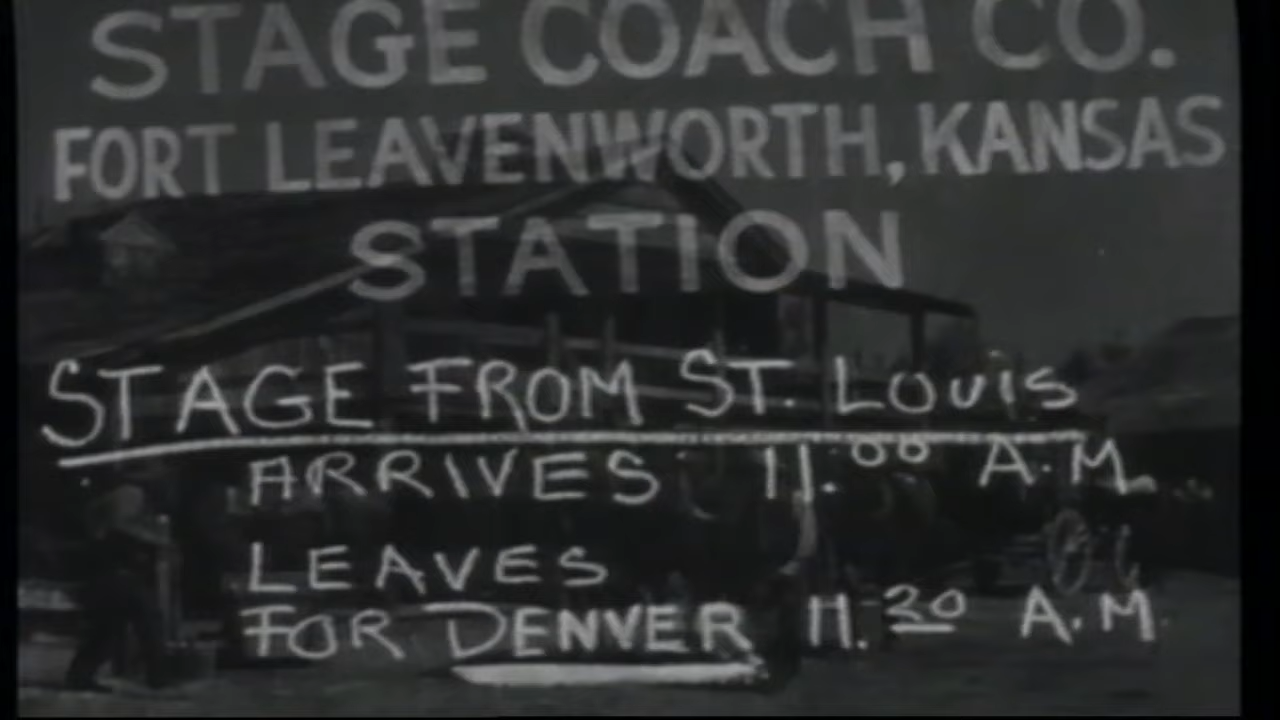 STAGE COACH CO.
FORT LEAVENWORTH, KANSAS
STATION
STAGE FROM ST. LOUIS
ARRIVES 11.00 A.M.
LEAVES
FOR DENVER 11.30 A.M.